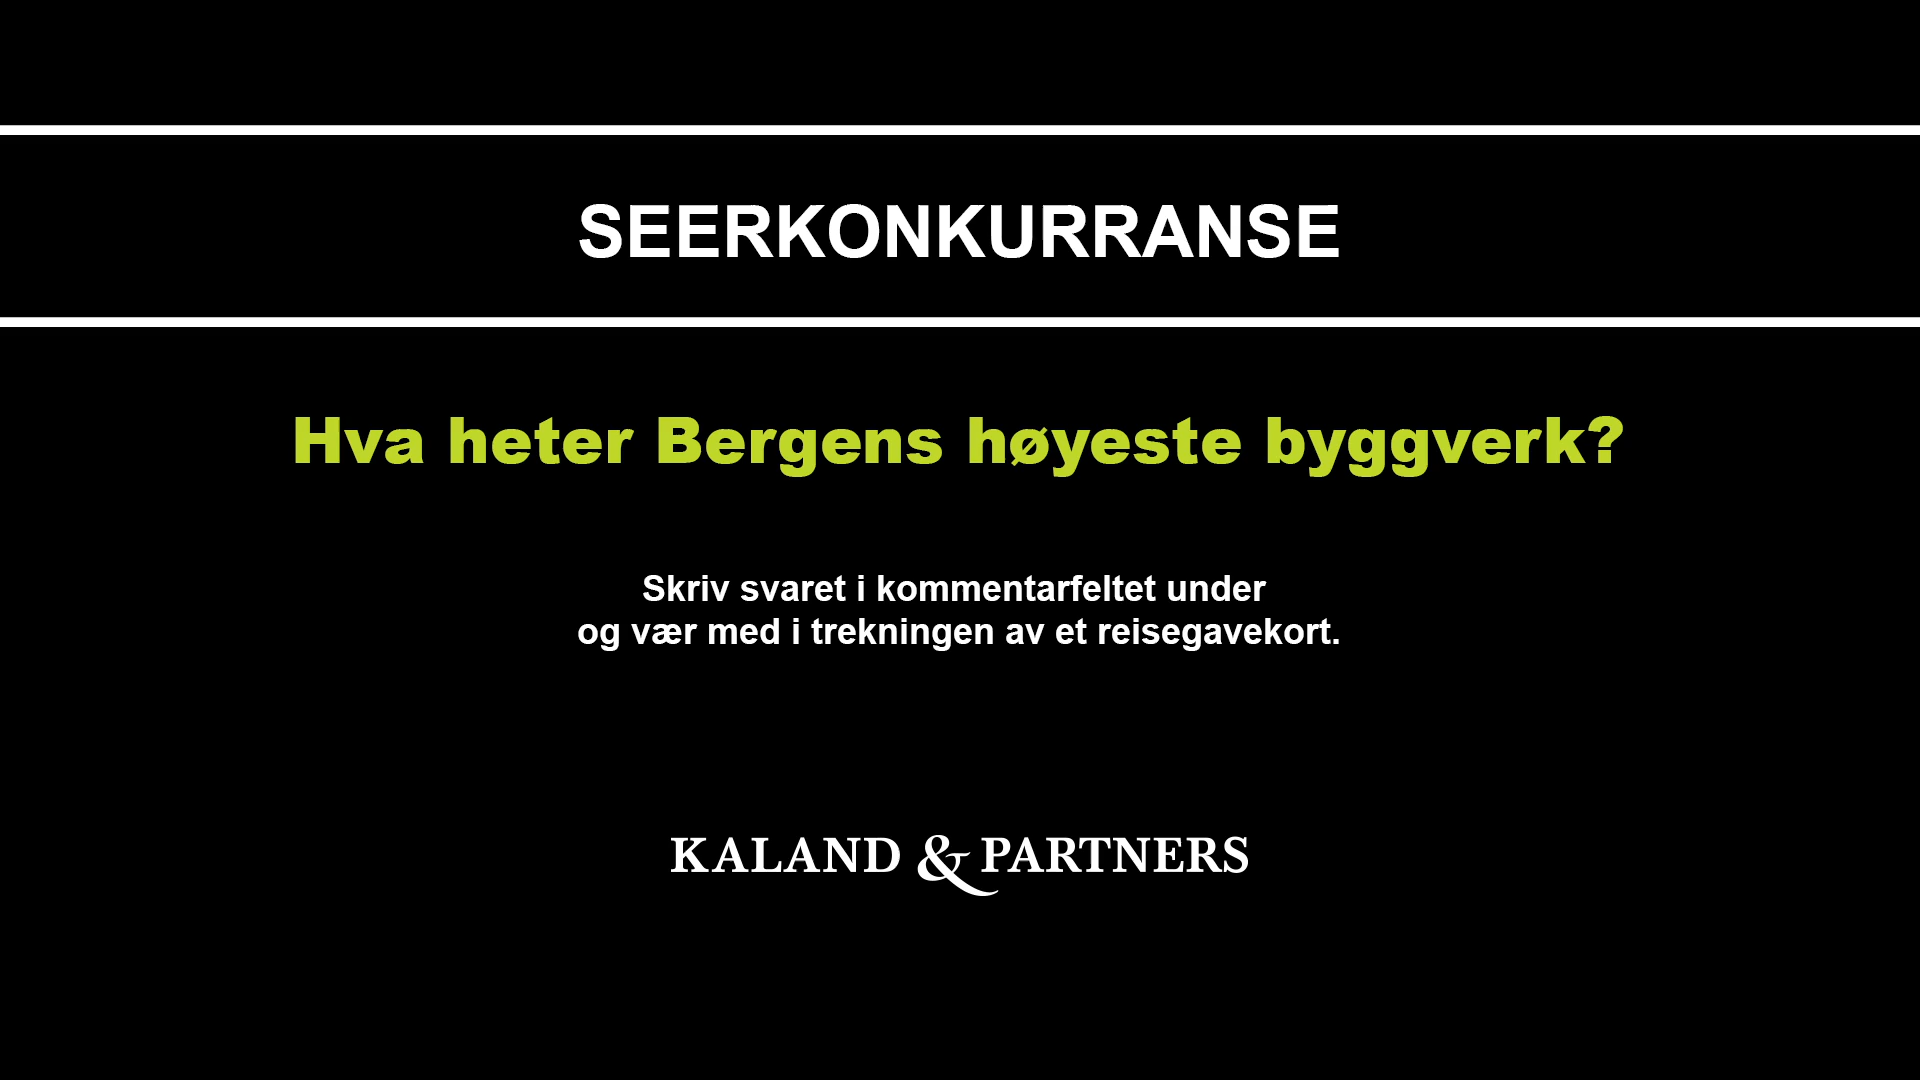 SEERKONKURRANSE
Hva heter Bergens høyeste byggverk?
Skriv svaret i kommentarfeltet under
og vær med i trekningen av et reisegavekort.
KALAND & PARTNERS